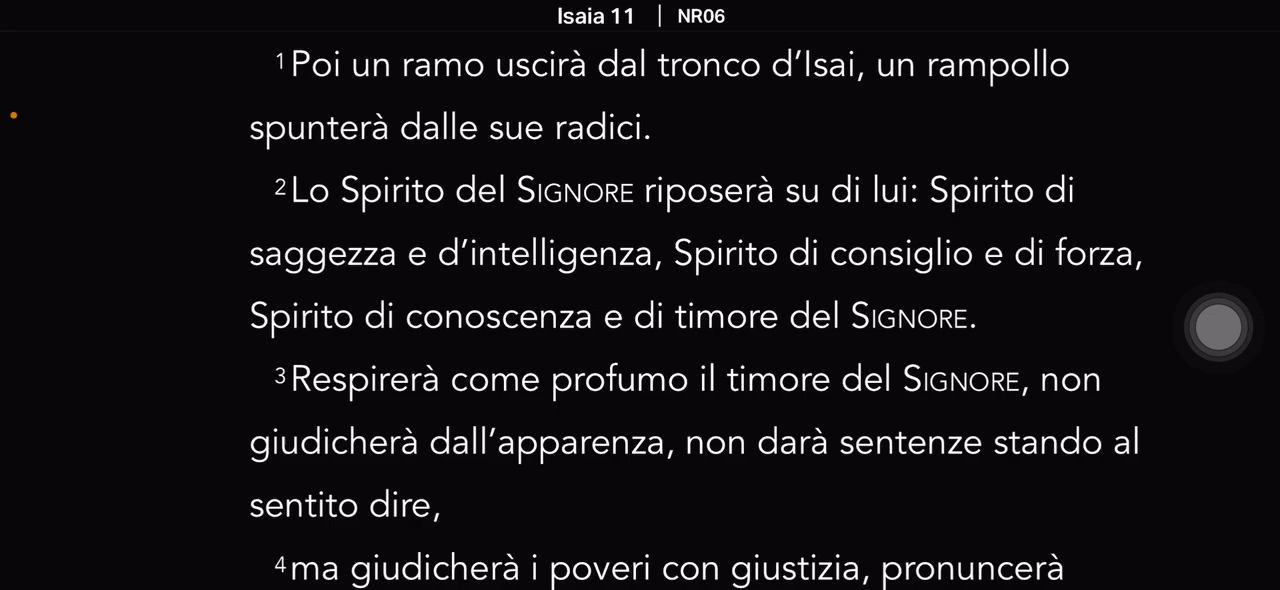 Isaia 11 | NR06
1 Poi un ramo uscirà dal tronco d’Isai, un rampollo
spunterà dalle sue radici.
2 Lo Spirito del SIGNORE riposerà su di lui: Spirito di
saggezza e d’intelligenza, Spirito di consiglio e di forza,
Spirito di conoscenza e di timore del SIGNORE.
3 Respirerà come profumo il timore del SIGNORE, non
giudicherà dall’apparenza, non darà sentenze stando al
sentito dire,
4 ma giudicherà i poveri con giustizia, pronuncerà